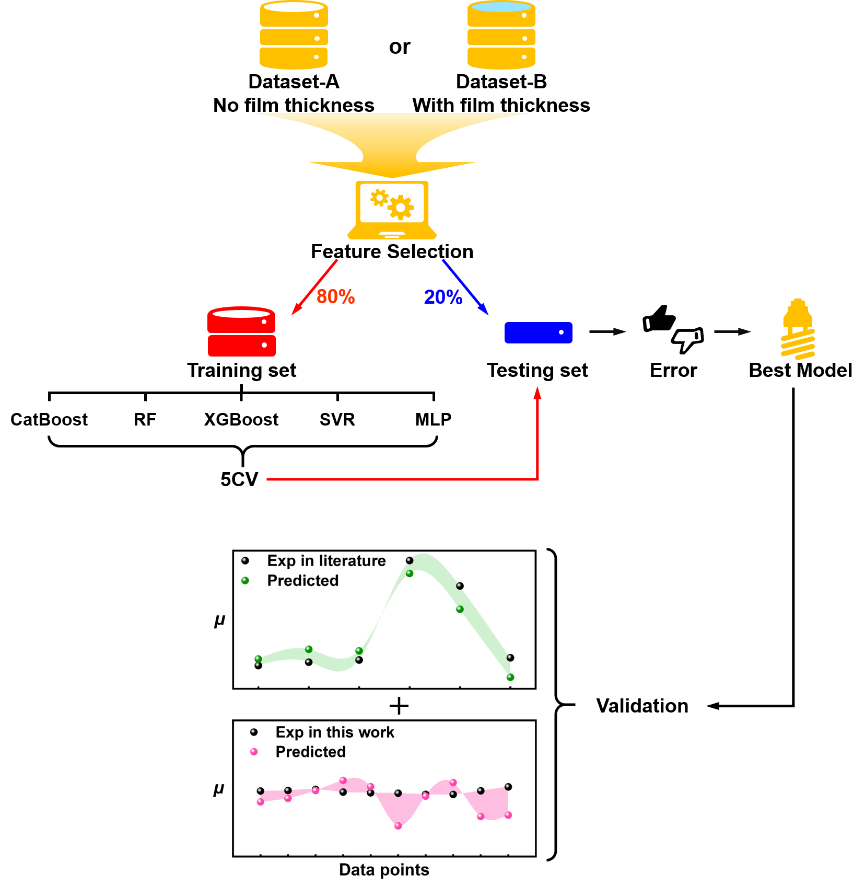 or
Dataset-A
No film thickness
Dataset-B
With film thickness
Feature Selection
80%
20%
Training set
Testing set
Error
Best Model
CatBoost
RF
XGBoost
SVR
MLP
5CV
Exp in literature
Predicted
μ
+
Validation
Exp in this work
Predicted
μ
Data points